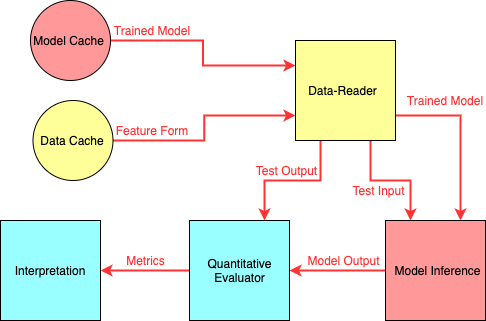 Trained Model
Model Cache
Data-Reader
Trained Model
Feature Form
Data Cache
Test Output
Test Input
Interpretation
Metrics
Quantitative
Evaluator
Model Output
Model Inference